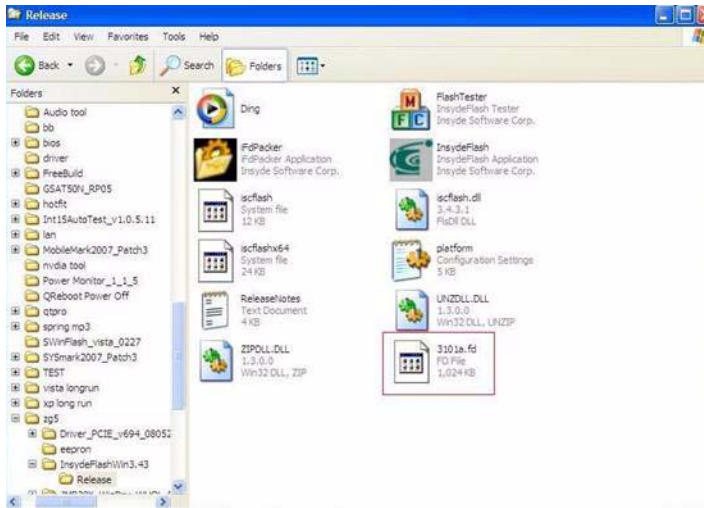 Release
File Edit View Favorites Tools Help
Back Search Folders
Folders
Audio tool
bb
bios
driver
FreeBuild
GSAT50N_RP05
hotfit
Int15AutoTest_v1.0.5.11
lan
MobileMark2007_Patch3
nvdia tool
Power Monitor_1_1_5
QReboot Power Off
qtpro
spring mp3
SWinFlash_vista_0227
SYSmark2007_Patch3
TEST
vista longrun
xp long run
zg5
Driver_PCIE_v694_08052
eepron
InsydeFlashWin3.43
Release
Ding
FlashTester
InsydeFlash Tester
Insyde Software Corp.
iFdPacker
iFdPacker Application
Insyde Software Corp.
InsydeFlash
InsydeFlash Application
Insyde Software Corp.
iscflash
System file
12 KB
iscflash.dll
3.4.3.1
FlsDll DLL
iscflashx64
System file
24 KB
platform
Configuration Settings
5 KB
ReleaseNotes
Text Document
4 KB
UNZDLL.DLL
1.3.0.0
Win32 DLL, UNZIP
ZIPDLL.DLL
1.3.0.0
Win32 DLL, ZIP
3101a.fd
FD File
1,024 KB